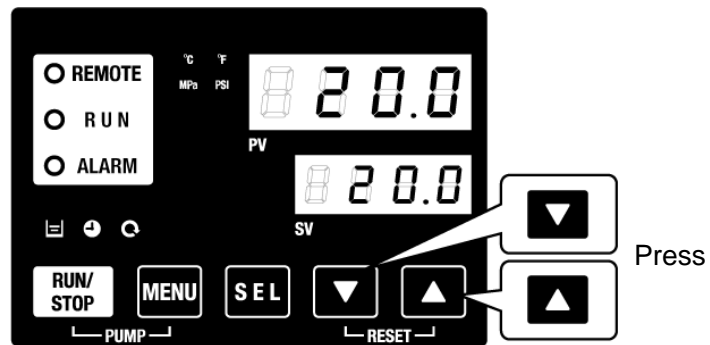 REMOTE
RUN
ALARM
°C °F
MPa PSI
20.0
PV
20.0
SV
RUN/
STOP
MENU
SEL
PUMP
RESET
Press